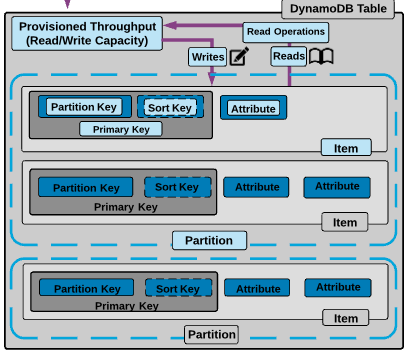 DynamoDB Table
Provisioned Throughput
(Read/Write Capacity)
Read Operations
Writes
Reads
Partition Key
Sort Key
Attribute
Primary Key
Item
Partition Key
Sort Key
Attribute
Attribute
Primary Key
Item
Partition
Partition Key
Sort Key
Attribute
Attribute
Primary Key
Item
Partition